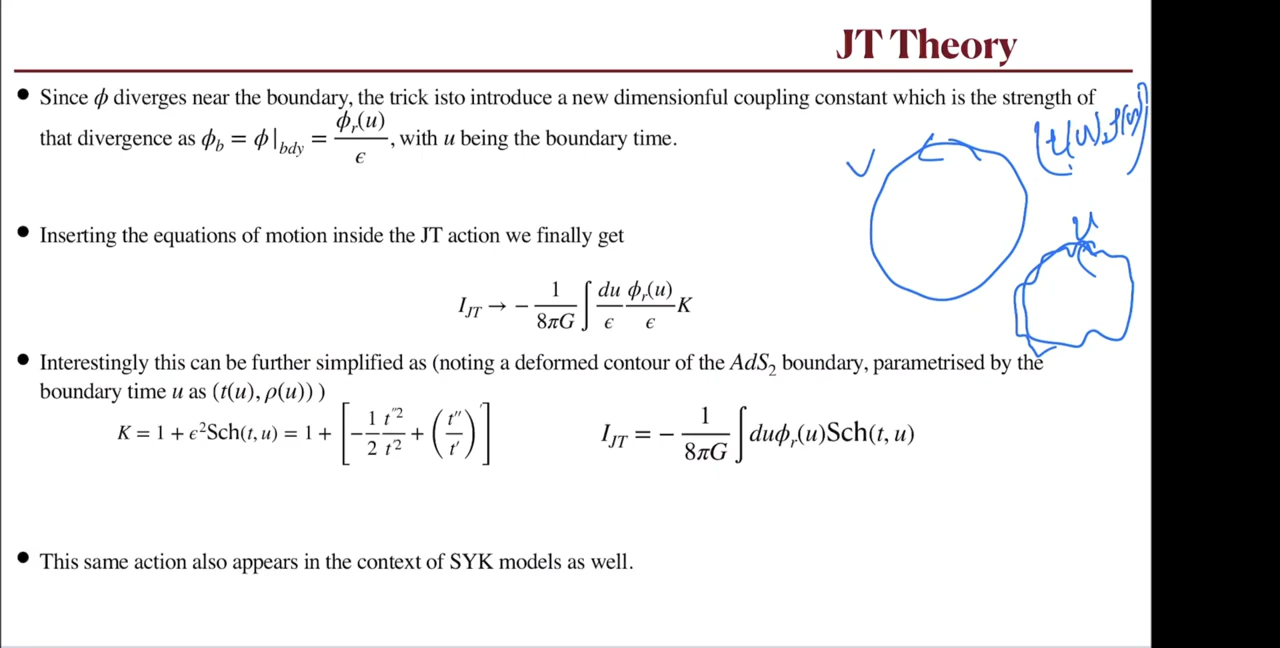 JT Theory
• Since ϕ diverges near the boundary, the trick isto introduce a new dimensionful coupling constant which is the strength of
that divergence as ϕ_b = ϕ|_bdy = ϕ_r(u)/ϵ, with u being the boundary time.
(t(u), ρ(u))
u
• Inserting the equations of motion inside the JT action we finally get
I_JT → − 1/(8πG) ∫ du/ϵ ϕ_r(u)/ϵ K
• Interestingly this can be further simplified as (noting a deformed contour of the AdS_2 boundary, parametrised by the
boundary time u as (t(u), ρ(u)) )
K = 1 + ϵ^2 Sch(t, u) = 1 + [− 1/2 t′^2/t^2 + (t′′/t′)] I_JT = − 1/(8πG) ∫ duϕ_r(u)Sch(t, u)
• This same action also appears in the context of SYK models as well.